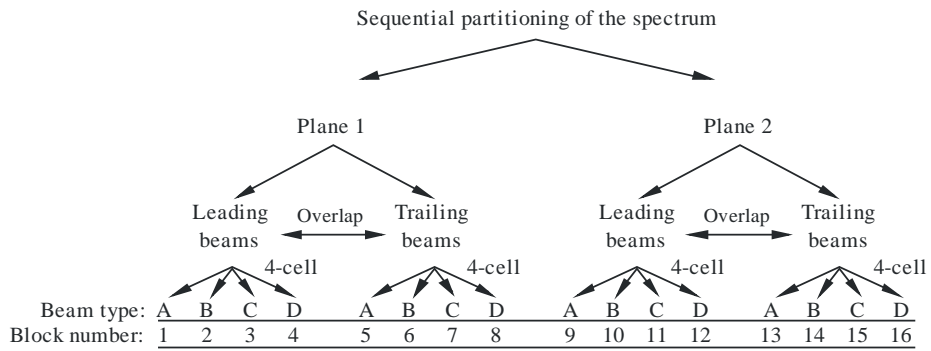 Sequential partitioning of the spectrum
Plane 1 Plane 2
Leading Overlap Trailing Leading Overlap Trailing
beams beams beams beams
4-cell 4-cell 4-cell 4-cell
Beam type: A B C D A B C D A B C D A B C D
Block number: 1 2 3 4 5 6 7 8 9 10 11 12 13 14 15 16